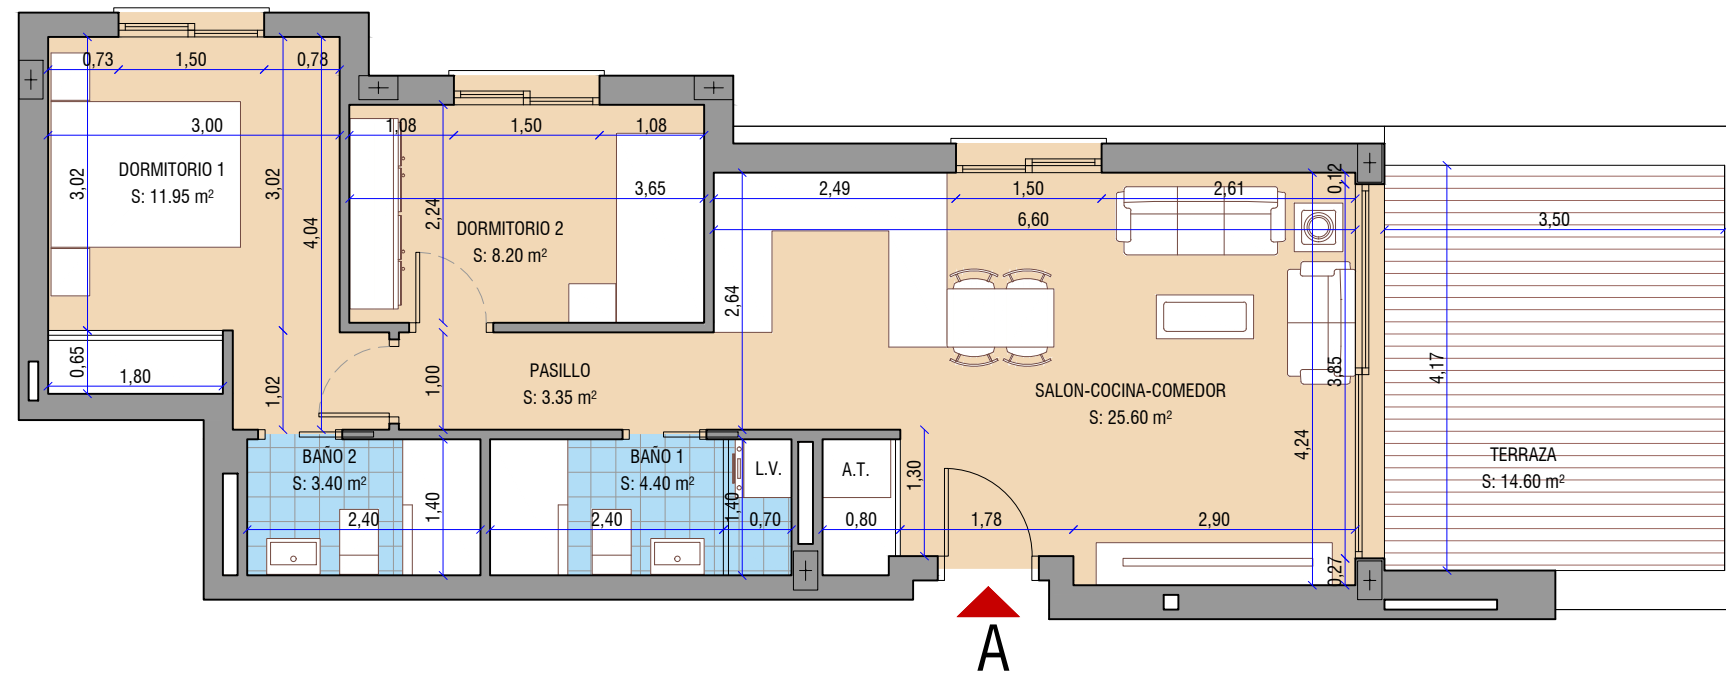 0,73
1,50
0,78
3,00
DORMITORIO 1
S: 11.95 m²
3,02
3,02
4,04
0,65
1,80
1,02
1,08
1,50
1,08
3,65
2,24
DORMITORIO 2
S: 8.20 m²
1,00
PASILLO
S: 3.35 m²
2,49
1,50
2,61
0,12
6,60
2,64
3,85
SALON-COCINA-COMEDOR
S: 25.60 m²
4,24
3,50
4,17
TERRAZA
S: 14.60 m²
BAÑO 2
S: 3.40 m²
2,40
1,40
BAÑO 1
S: 4.40 m²
2,40
1,40
L.V.
0,70
A.T.
0,80
1,30
1,78
2,90
0,27
A